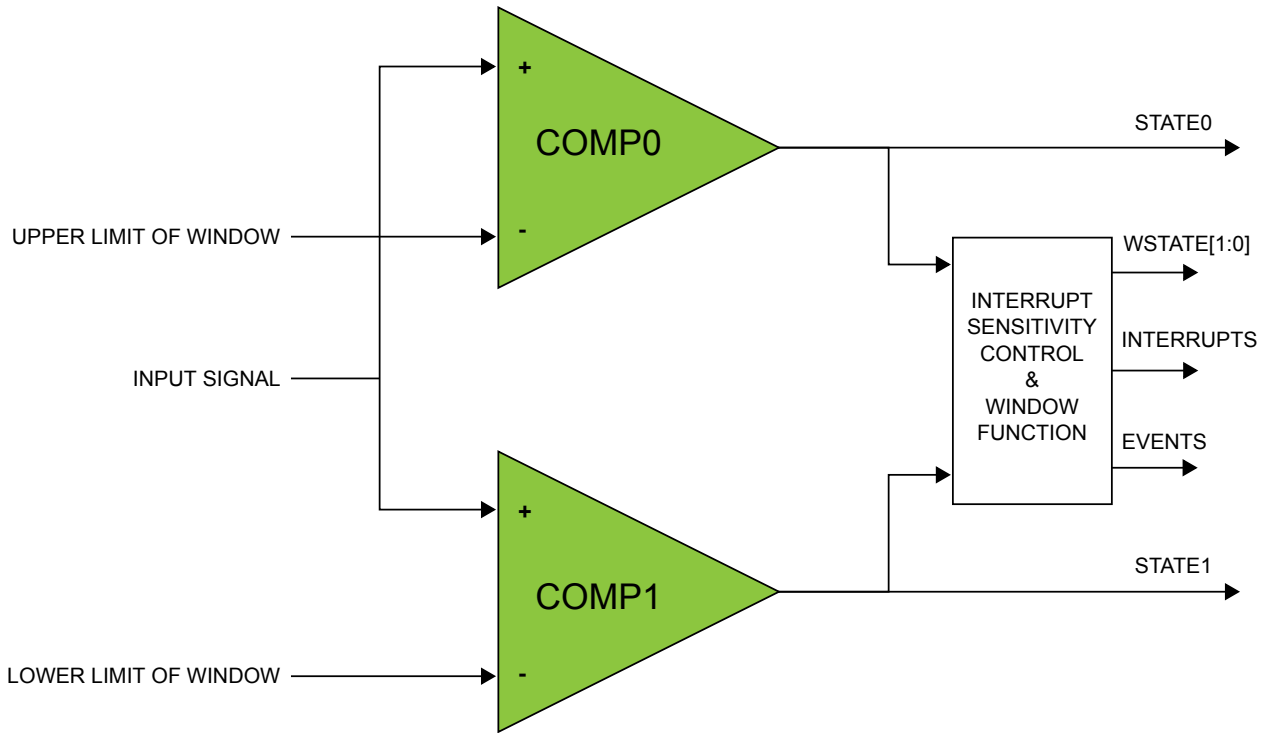 +
COMP0
-
STATE0
UPPER LIMIT OF WINDOW
WSTATE[1:0]
INTERRUPT
SENSITIVITY
CONTROL
&
WINDOW
FUNCTION
INTERRUPTS
EVENTS
INPUT SIGNAL
+
COMP1
-
STATE1
LOWER LIMIT OF WINDOW